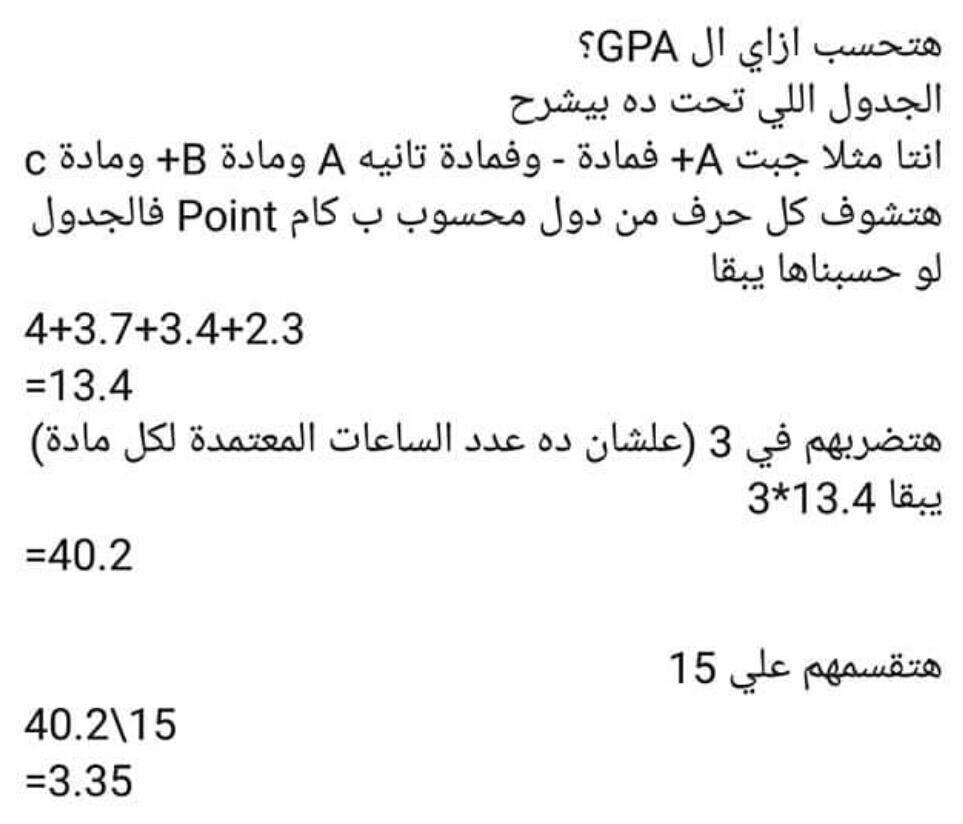 هتحسب ازاي ال GPA؟
الجدول اللي تحت ده بيشرح
انتا مثلا جبت A+ فمادة - وفمادة تانيه A ومادة B+ ومادة c
هتشوف كل حرف من دول محسوب ب كام Point فالجدول
لو حسبناها يبقا
4+3.7+3.4+2.3
=13.4
هتضربهم في 3 (علشان ده عدد الساعات المعتمدة لكل مادة)
يبقا 13.4*3
=40.2
هتقسمهم علي 15
40.2\15
=3.35